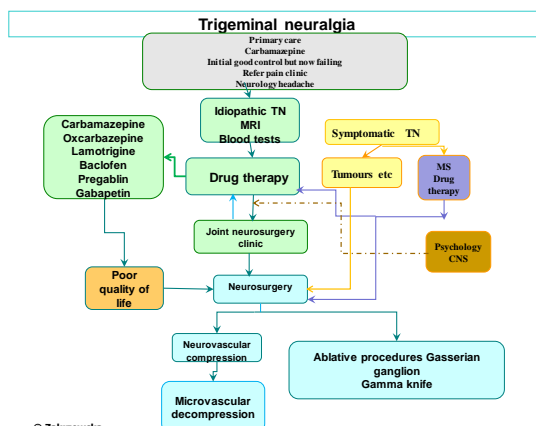 Trigeminal neuralgia
Primary care
Carbamazepine
Initial good control but now failing
Refer pain clinic
Neurology headache
Idiopathic TN
MRI
Blood tests
Carbamazepine
Oxcarbazepine
Lamotrigine
Baclofen
Pregablin
Gabapetin
Symptomatic TN
Drug therapy
Tumours etc
MS
Drug
therapy
Joint neurosurgery
clinic
Psychology
CNS
Poor
quality of
life
Neurosurgery
Neurovascular
compression
Ablative procedures Gasserian
ganglion
Gamma knife
Microvascular
decompression